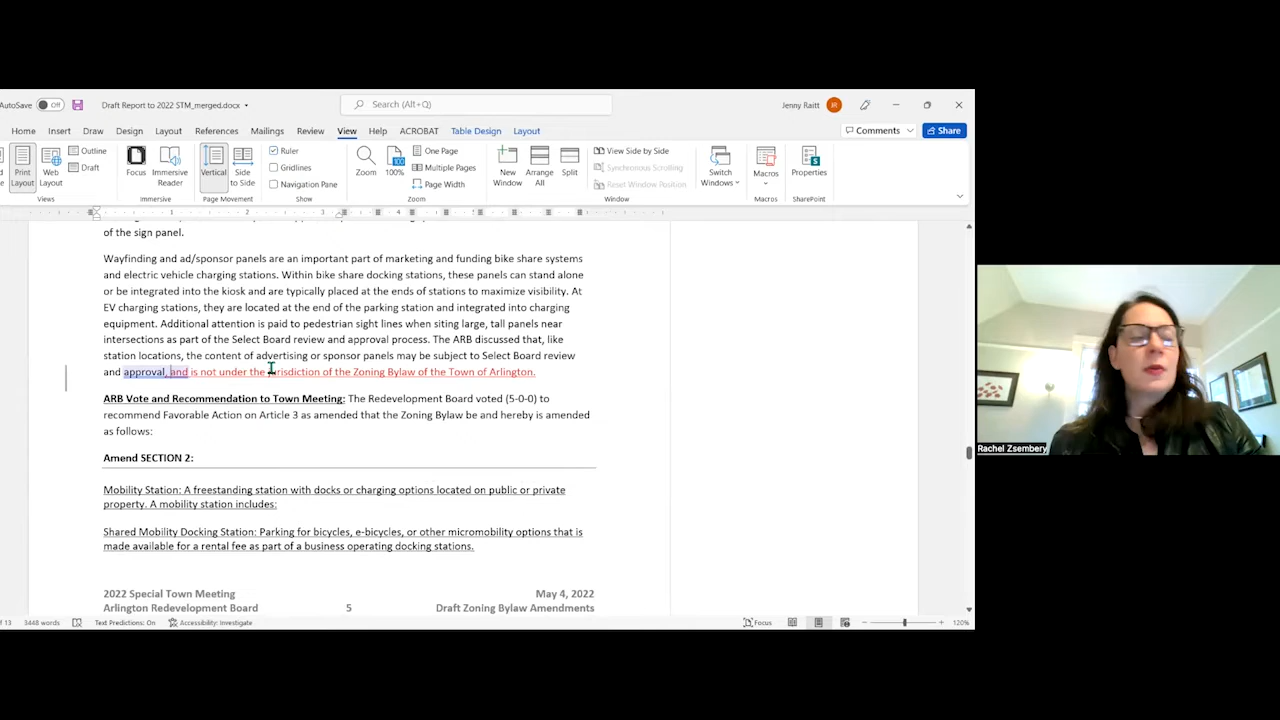 AutoSave Off Draft Report to 2022 STM_merged.docx Search (Alt+Q) Jenny Raitt JR
Home Insert Draw Design Layout References Mailings Review View Help ACROBAT Table Design Layout Comments Share
Print Layout
Web Layout
Outline
Draft
Views
Focus
Immersive Reader
Immersive
Vertical
Side to Side
Page Movement
Ruler
Gridlines
Navigation Pane
Show
Zoom
100
100%
One Page
Multiple Pages
Page Width
Zoom
New Window
Arrange All
Split
View Side by Side
Synchronous Scrolling
Reset Window Position
Window
Switch Windows
Macros
Macros
Properties
SharePoint
1 2 4 5 6
of the sign panel.
Wayfinding and ad/sponsor panels are an important part of marketing and funding bike share systems
and electric vehicle charging stations. Within bike share docking stations, these panels can stand alone
or be integrated into the kiosk and are typically placed at the ends of stations to maximize visibility. At
EV charging stations, they are located at the end of the parking station and integrated into charging
equipment. Additional attention is paid to pedestrian sight lines when siting large, tall panels near
intersections as part of the Select Board review and approval process. The ARB discussed that, like
station locations, the content of advertising or sponsor panels may be subject to Select Board review
and approval, and is not under the jurisdiction of the Zoning Bylaw of the Town of Arlington.
ARB Vote and Recommendation to Town Meeting: The Redevelopment Board voted (5-0-0) to
recommend Favorable Action on Article 3 as amended that the Zoning Bylaw be and hereby is amended
as follows:
Amend SECTION 2:
Mobility Station: A freestanding station with docks or charging options located on public or private
property. A mobility station includes:
Shared Mobility Docking Station: Parking for bicycles, e-bicycles, or other micromobility options that is
made available for a rental fee as part of a business operating docking stations.
2022 Special Town Meeting May 4, 2022
Arlington Redevelopment Board 5 Draft Zoning Bylaw Amendments
of 13 3448 words Text Predictions: On Accessibility: Investigate Focus 120%
Rachel Zsembery